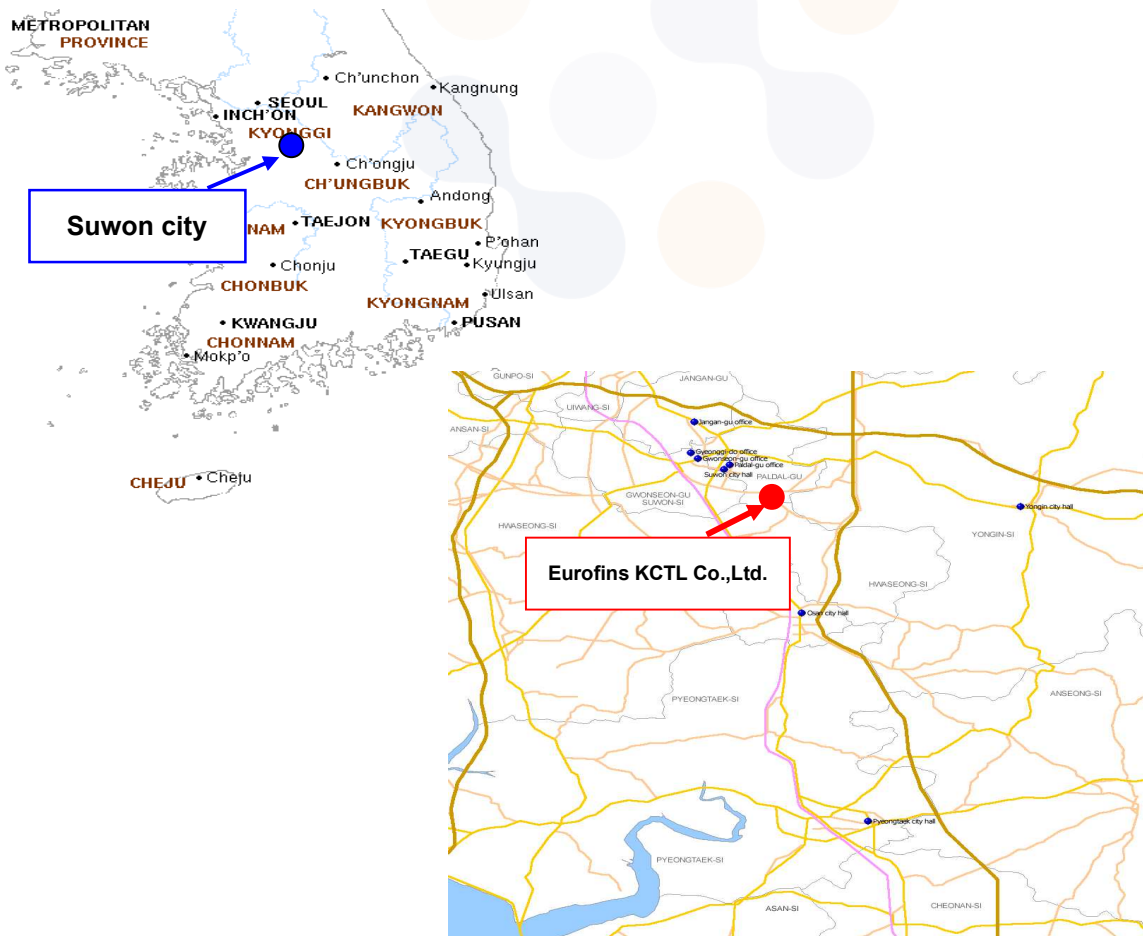 METROPOLITAN
PROVINCE
Ch'unchon
Kangnung
SEOUL
KANGWON
INCH'ON
KYONGGI
Ch'ongju
CH'UNGBUK
Andong
Suwon city
NAM
TAEJON
KYONGBUK
P'ohan
TAEGU
Kyungju
Chonju
CHONBUK
Ulsan
KYONGNAM
KWANGJU
PUSAN
CHONNAM
Mokp'o
CHEJU
Cheju
GUNPO-SI
JANGAN-GU
UIWANG-SI
Jangan-gu office
ANSAN-SI
Gyeonggi-do office
Gwonseon-gu office
Paldal-gu office
Suwon city hall
PALDAL-GU
GWONSEON-GU
SUWON-SI
Yongin city hall
HWASEONG-SI
YONGIN-SI
Eurofins KCTL Co.,Ltd.
HWASEONG-SI
Osan city hall
ANSEONG-SI
PYEONGTAEK-SI
Pyeongtaek city hall
PYEONGTAEK-SI
ASAN-SI
CHEONAN-SI